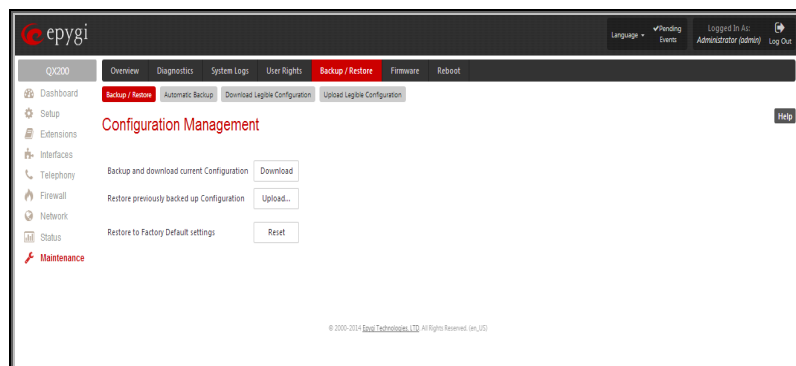 epygi
Language
Pending Events
Logged In As:
Administrator (admin)
Log Out
QX200
Overview
Diagnostics
System Logs
User Rights
Backup / Restore
Firmware
Reboot
Dashboard
Setup
Extensions
Interfaces
Telephony
Firewall
Network
Status
Maintenance
Backup / Restore
Automatic Backup
Download Legible Configuration
Upload Legible Configuration
Help
Configuration Management
Backup and download current Configuration
Download
Restore previously backed up Configuration
Upload...
Restore to Factory Default settings
Reset
© 2000-2014 Epygi Technologies, LTD. All Rights Reserved. (en_US)